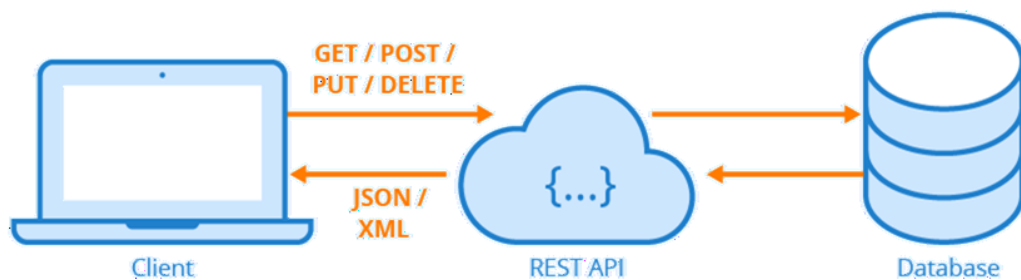 GET / POST /
PUT / DELETE
{...}
JSON /
XML
Client
REST API
Database